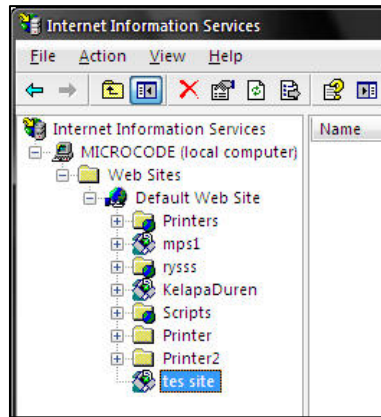 Internet Information Services
File Action View Help
Internet Information Services
Name
MICROCODE (local computer)
Web Sites
Default Web Site
Printers
mps1
rysss
KelapaDuren
Scripts
Printer
Printer2
tes site